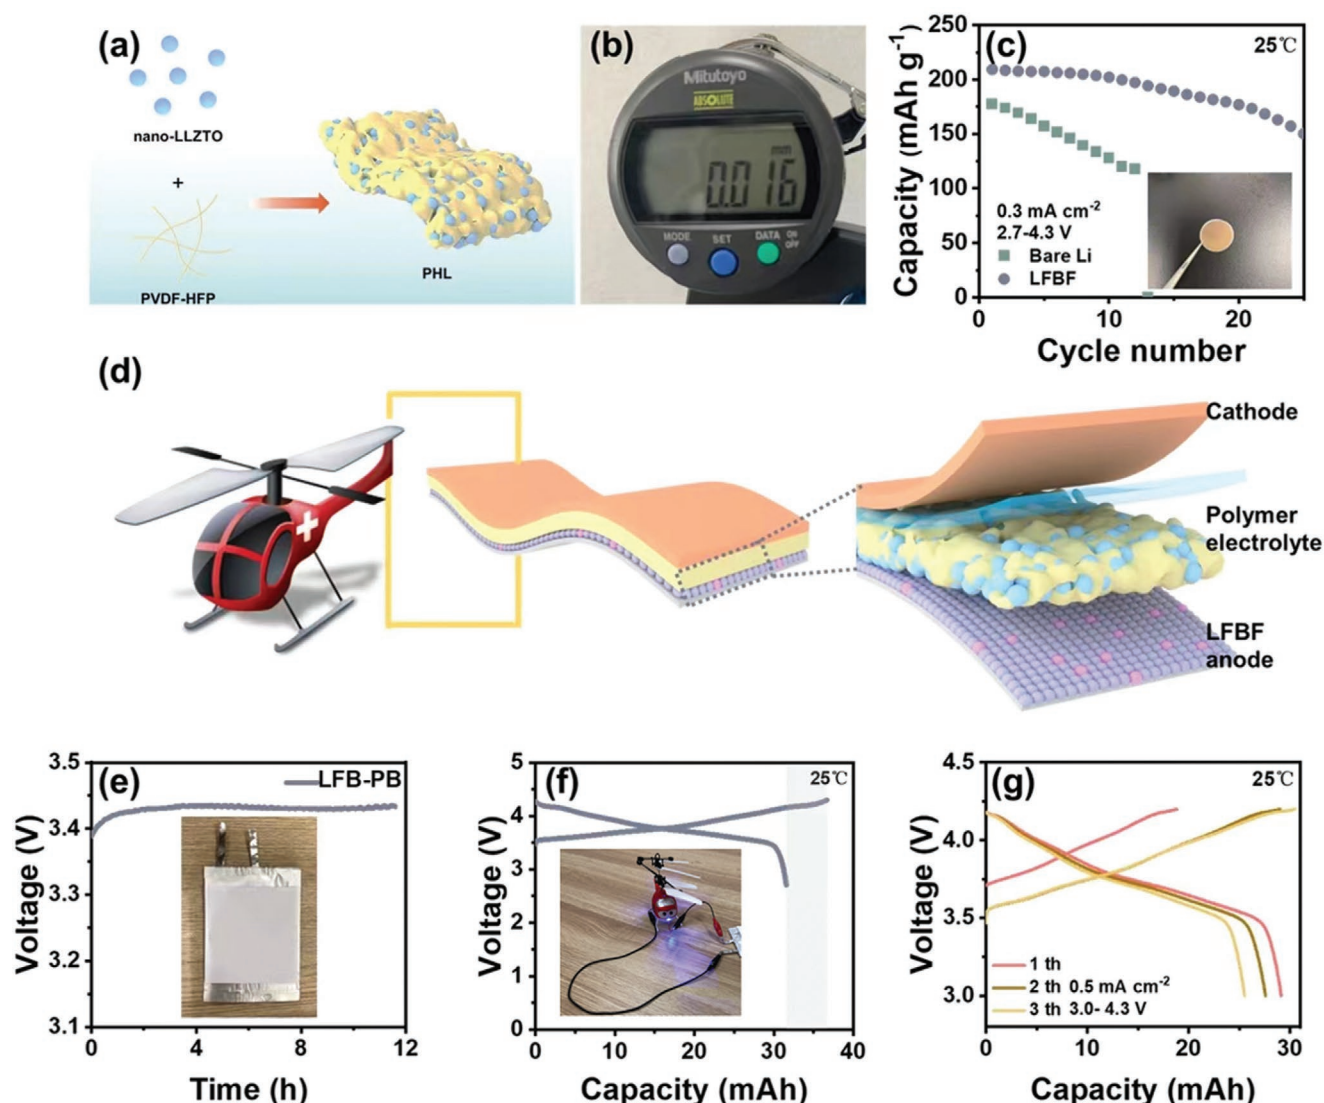 (a)
nano-LLZTO
+
PVDF-HFP
PHL
(b)
Mitutoyo
ABSOLUTE
mm
0.016
MODE
SET
DATA
ON
OFF
(c)
25℃
Capacity (mAh g⁻¹)
250
200
150
100
50
0
0.3 mA cm⁻²
2.7-4.3 V
Bare Li
LFBF
0
10
20
Cycle number
(d)
Cathode
Polymer
electrolyte
LFBF
anode
(e)
LFB-PB
Voltage (V)
3.5
3.4
3.3
3.2
3.1
0
4
8
12
Time (h)
(f)
25℃
Voltage (V)
5
4
3
2
1
0
0
10
20
30
40
Capacity (mAh)
(g)
25℃
Voltage (V)
4.5
4.0
3.5
3.0
1 th
2 th 0.5 mA cm⁻²
3 th 3.0- 4.3 V
0
10
20
30
Capacity (mAh)